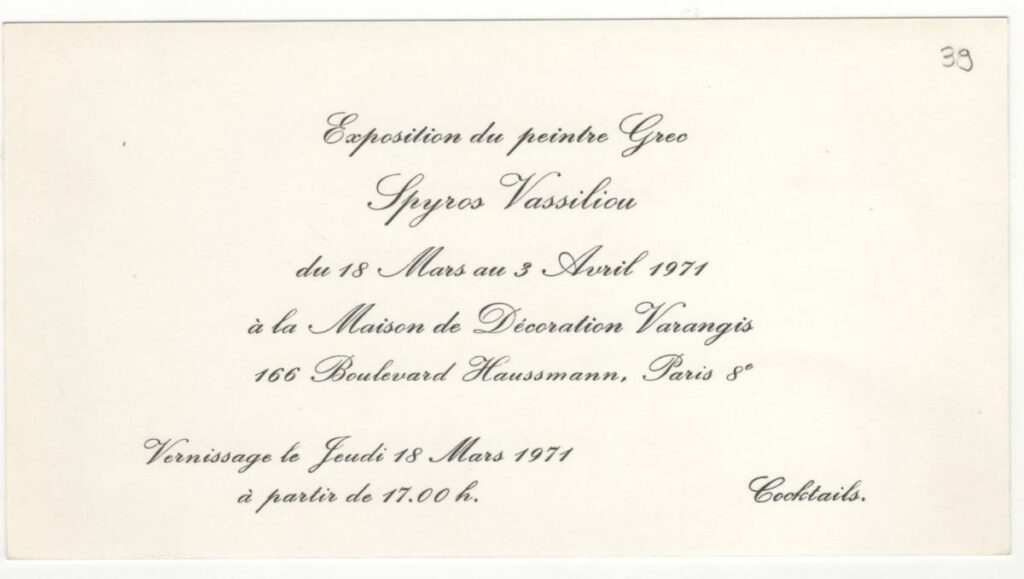 39
Exposition du peintre Grec
Spyros Vassiliou
du 18 Mars au 3 Avril 1971
à la Maison de Décoration Varangis
166 Boulevard Haussmann, Paris 8e
Vernissage le Jeudi 18 Mars 1971
à partir de 17.00 h.
Cocktails.